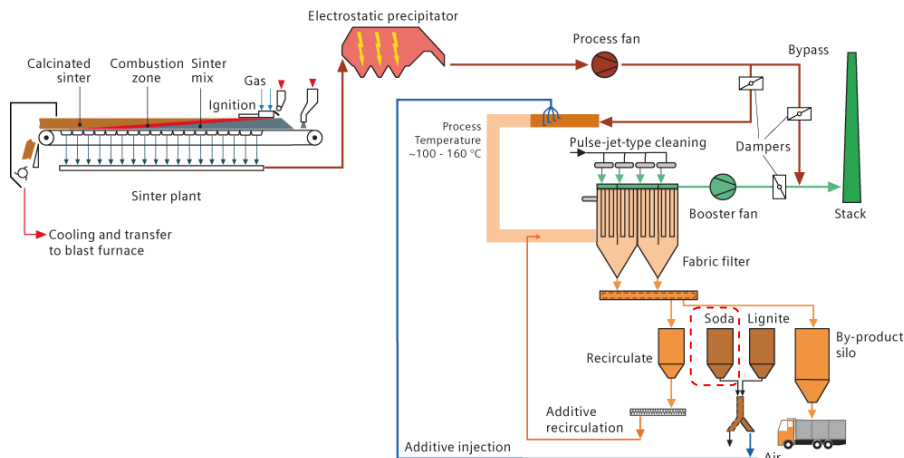 Electrostatic precipitator
Process fan
Bypass
Calcinated
sinter
Combustion
zone
Sinter
mix
Gas
Ignition
Process
Temperature
~100 - 160 °C
Pulse-jet-type cleaning
Dampers
Sinter plant
Booster fan
Stack
Cooling and transfer
to blast furnace
Fabric filter
Soda
Lignite
Recirculate
By-product
silo
Additive
recirculation
Additive injection
Air